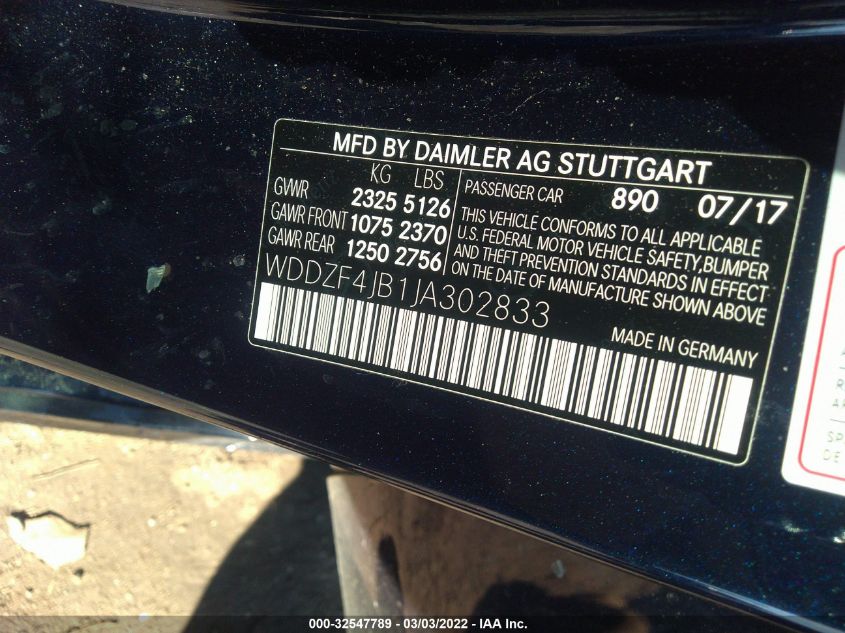 MFD BY DAIMLER AG STUTTGART
KG LBS
GVWR 2325 5126
GAWR FRONT 1075 2370
GAWR REAR 1250 2756
PASSENGER CAR 890 07/17
THIS VEHICLE CONFORMS TO ALL APPLICABLE
U.S. FEDERAL MOTOR VEHICLE SAFETY,BUMPER
AND THEFT PREVENTION STANDARDS IN EFFECT
ON THE DATE OF MANUFACTURE SHOWN ABOVE
WDDZF4JB1JA302833
MADE IN GERMANY
SP
DE
000-32547789 - 03/03/2022 - IAA Inc.